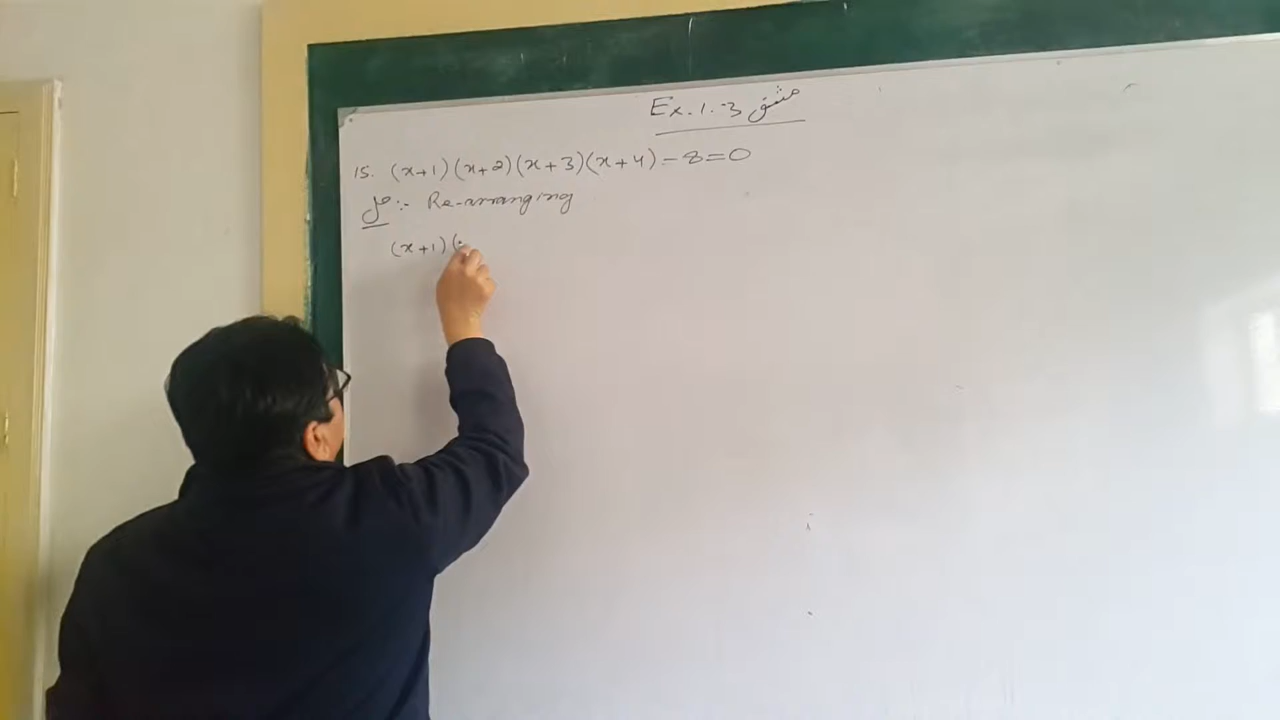 Ex. 1.3 مشق
15. (x+1)(x+2)(x+3)(x+4)-8=0
حل :- Re-arranging
(x+1)(